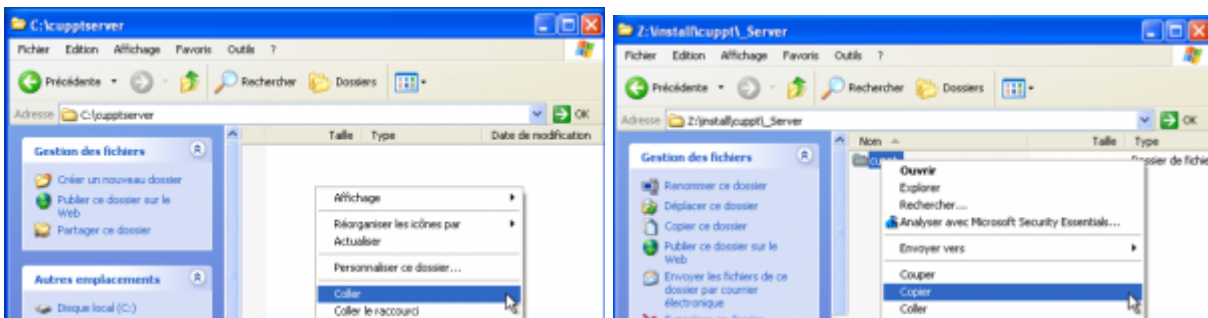 C:\cupptserver
Fichier Edition Affichage Favoris Outils ?
Précédente Rechercher Dossiers
Adresse C:\cupptserver OK
Taille Type Date de modification
Gestion des fichiers
Créer un nouveau dossier
Publier ce dossier sur le
Web
Partager ce dossier
Autres emplacements
Disque local (C:)
Affichage
Réorganiser les icônes par
Actualiser
Personnaliser ce dossier...
Coller
Coller le raccourci
Z:\install\cuppt\_Server
Fichier Edition Affichage Favoris Outils ?
Précédente Rechercher Dossiers
Adresse Z:\install\cuppt\_Server OK
Nom Taille Type
Dossier de fichie
Gestion des fichiers
Renommer ce dossier
Déplacer ce dossier
Copier ce dossier
Publier ce dossier sur le
Web
Envoyer les fichiers de ce
dossier par courrier
électronique
Ouvrir
Explorer
Rechercher...
Analyser avec Microsoft Security Essentials...
Envoyer vers
Couper
Copier
Coller